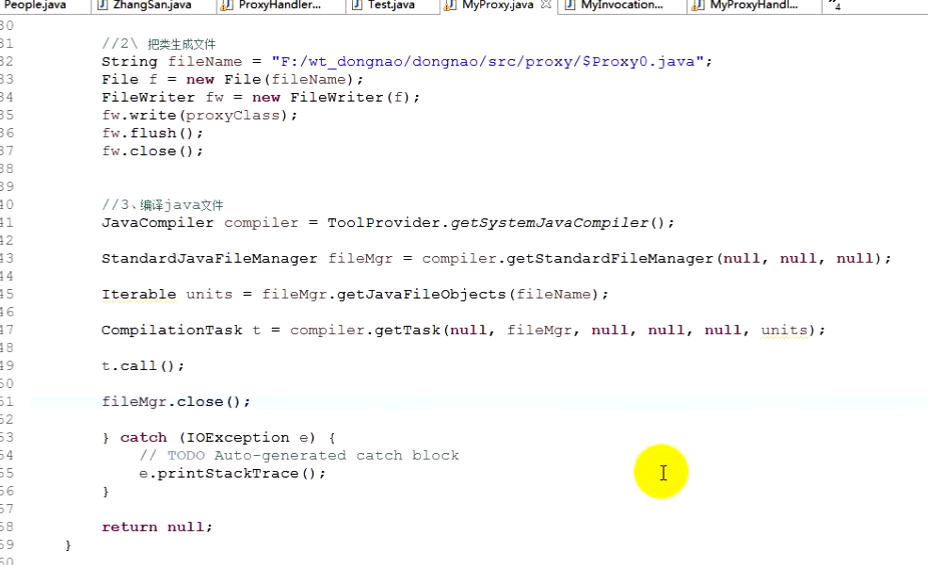 People.java ZhangSan.java ProxyHandler... Test.java MyProxy.java MyInvocation... MyProxyHandl... 4
30
31 //2\ 把类生成文件
32 String fileName = "F:/wt_dongnao/dongnao/src/proxy/$Proxy0.java";
33 File f = new File(fileName);
34 FileWriter fw = new FileWriter(f);
35 fw.write(proxyClass);
36 fw.flush();
37 fw.close();
38
39
40 //3、编译java文件
41 JavaCompiler compiler = ToolProvider.getSystemJavaCompiler();
42
43 StandardJavaFileManager fileMgr = compiler.getStandardFileManager(null, null, null);
44
45 Iterable units = fileMgr.getJavaFileObjects(fileName);
46
47 CompilationTask t = compiler.getTask(null, fileMgr, null, null, null, units);
48
49 t.call();
50
51 fileMgr.close();
52
53 } catch (IOException e) {
54 // TODO Auto-generated catch block
55 e.printStackTrace();
56 }
57
58 return null;
59 }
60